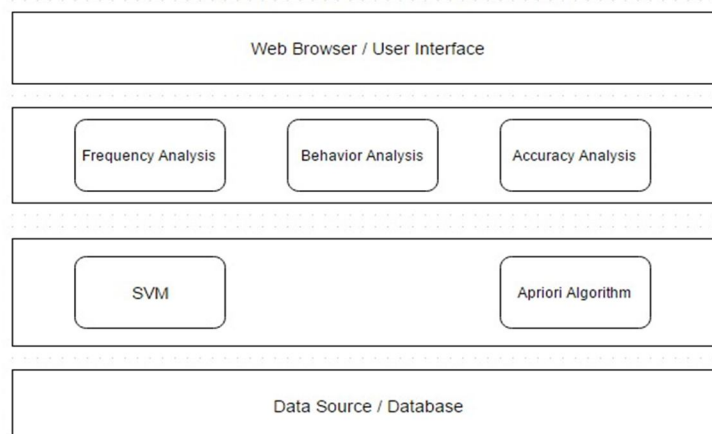 Web Browser / User Interface
Frequency Analysis
Behavior Analysis
Accuracy Analysis
SVM
Apriori Algorithm
Data Source / Database